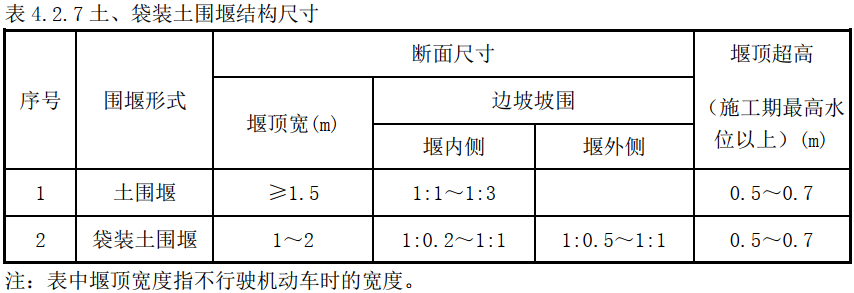 表 4.2.7 土、袋装土围堰结构尺寸
序号
围堰形式
断面尺寸
堰顶超高
（施工期最高水
位以上）(m)
堰顶宽(m)
边坡坡围
堰内侧
堰外侧
1
土围堰
≥1.5
1:1～1:3
0.5～0.7
2
袋装土围堰
1～2
1:0.2～1:1
1:0.5～1:1
0.5～0.7
注：表中堰顶宽度指不行驶机动车时的宽度。